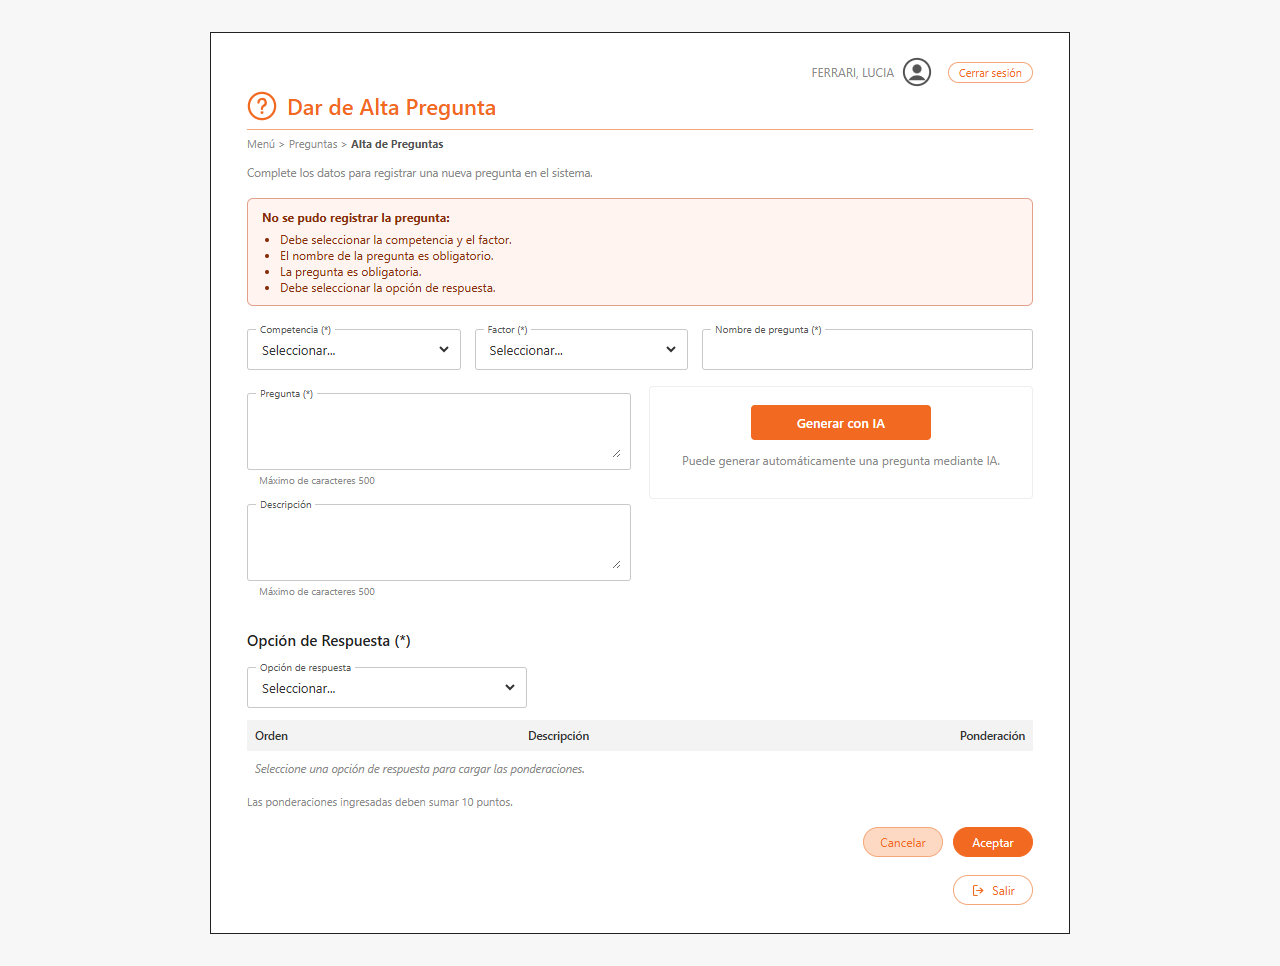 FERRARI, LUCIA
Cerrar sesión
Dar de Alta Pregunta
Menú > Preguntas > Alta de Preguntas
Complete los datos para registrar una nueva pregunta en el sistema.
No se pudo registrar la pregunta:
• Debe seleccionar la competencia y el factor.
• El nombre de la pregunta es obligatorio.
• La pregunta es obligatoria.
• Debe seleccionar la opción de respuesta.
Competencia (*)
Seleccionar...
Factor (*)
Seleccionar...
Nombre de pregunta (*)
Pregunta (*)
Máximo de caracteres 500
Generar con IA
Puede generar automáticamente una pregunta mediante IA.
Descripción
Máximo de caracteres 500
Opción de Respuesta (*)
Opción de respuesta
Seleccionar...
Orden Descripción Ponderación
Seleccione una opción de respuesta para cargar las ponderaciones.
Las ponderaciones ingresadas deben sumar 10 puntos.
Cancelar
Aceptar
Salir